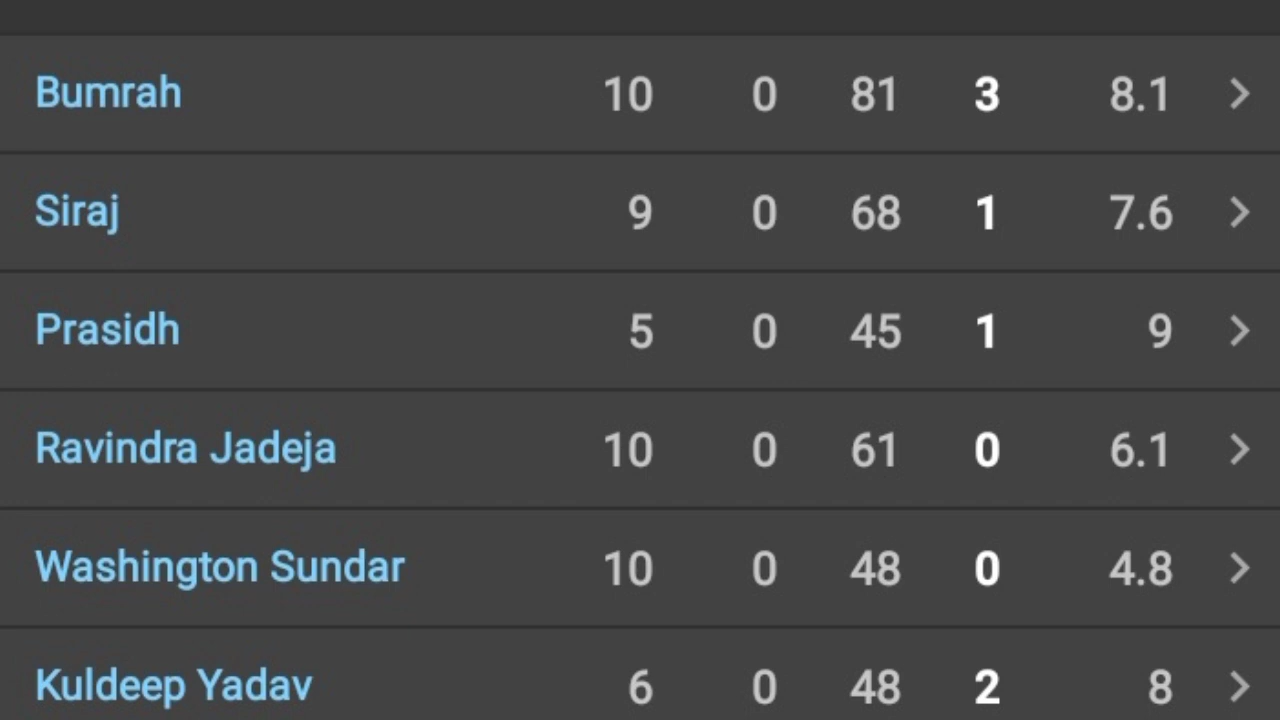 Bumrah 10 0 81 3 8.1
Siraj 9 0 68 1 7.6
Prasidh 5 0 45 1 9
Ravindra Jadeja 10 0 61 0 6.1
Washington Sundar 10 0 48 0 4.8
Kuldeep Yadav 6 0 48 2 8